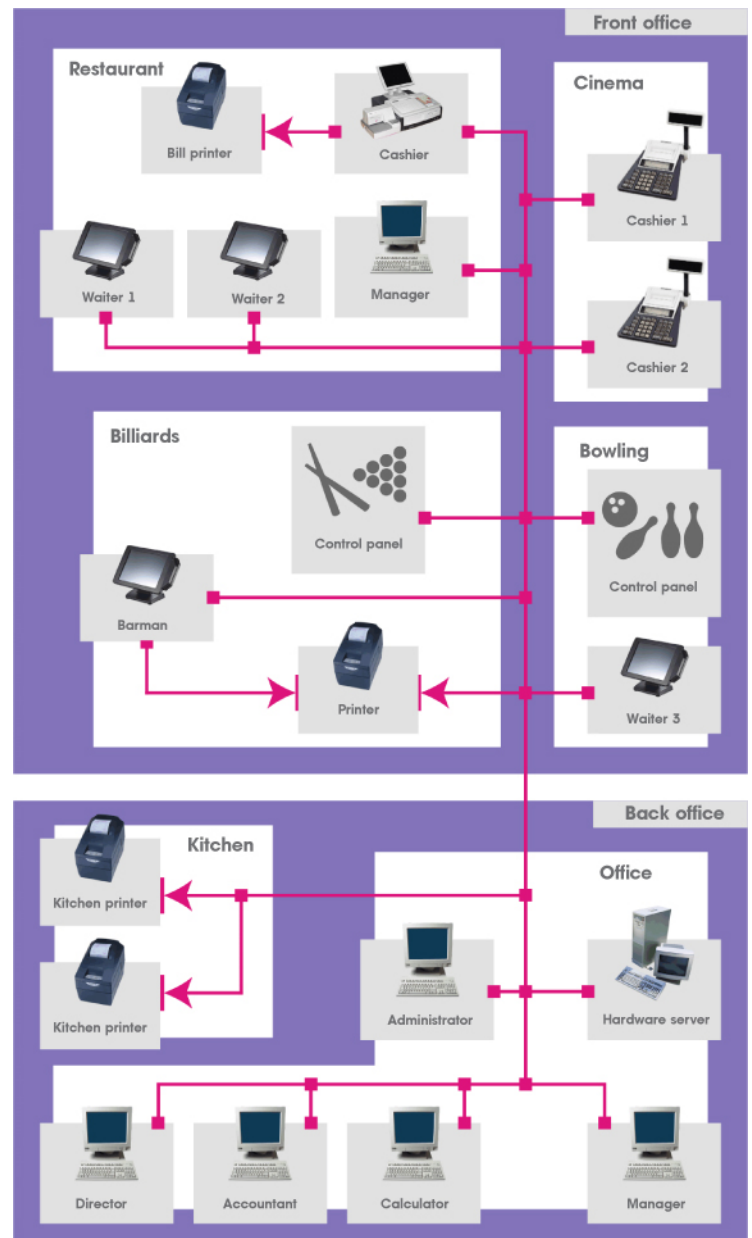 Front office
Restaurant
Bill printer
Cashier
Waiter 1
Waiter 2
Manager
Cinema
Cashier 1
Cashier 2
Billiards
Control panel
Barman
Printer
Bowling
Control panel
Waiter 3
Back office
Kitchen
Kitchen printer
Kitchen printer
Office
Administrator
Hardware server
Director
Accountant
Calculator
Manager